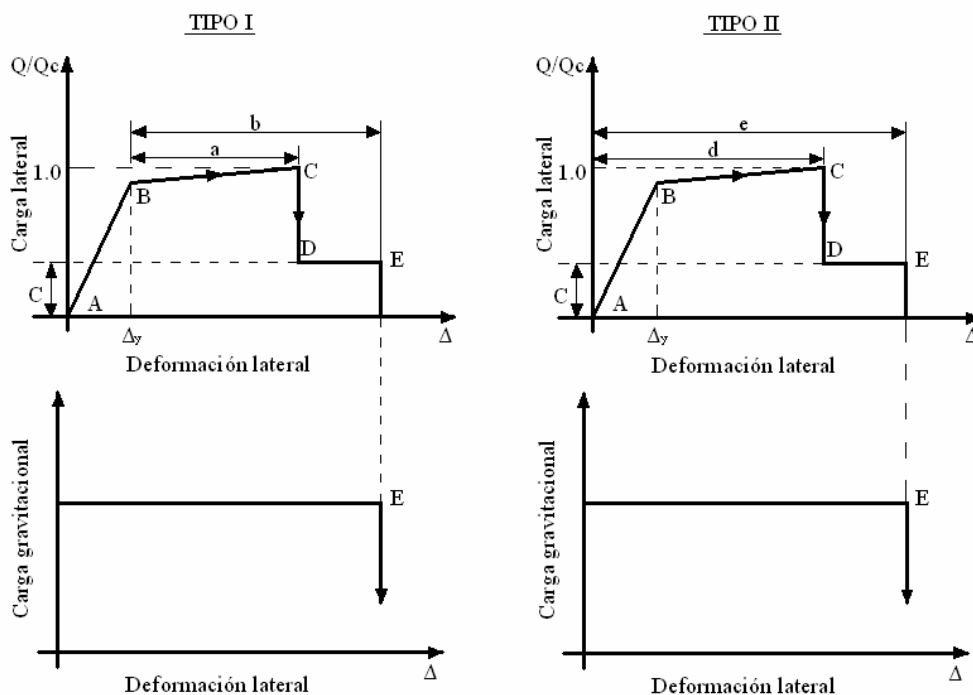 TIPO I
Q/Qc
Carga lateral
1.0
b
a
B
C
D
E
C
A
Δy
Δ
Deformación lateral
Carga gravitacional
E
Δ
Deformación lateral
TIPO II
Q/Qc
Carga lateral
1.0
e
d
B
C
D
E
C
A
Δy
Δ
Deformación lateral
Carga gravitacional
E
Δ
Deformación lateral